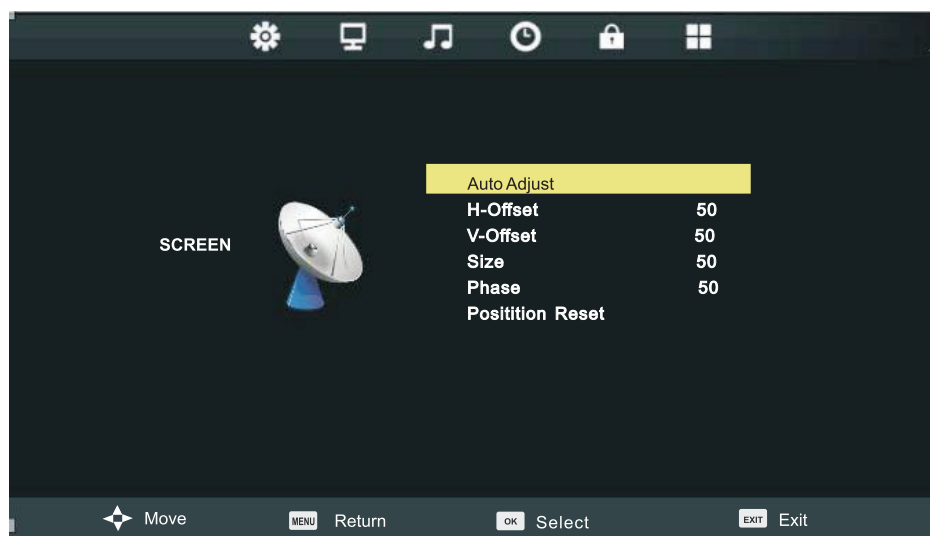 SCREEN
Auto Adjust
H-Offset 50
V-Offset 50
Size 50
Phase 50
Positition Reset
Move MENU Return OK Select EXIT Exit